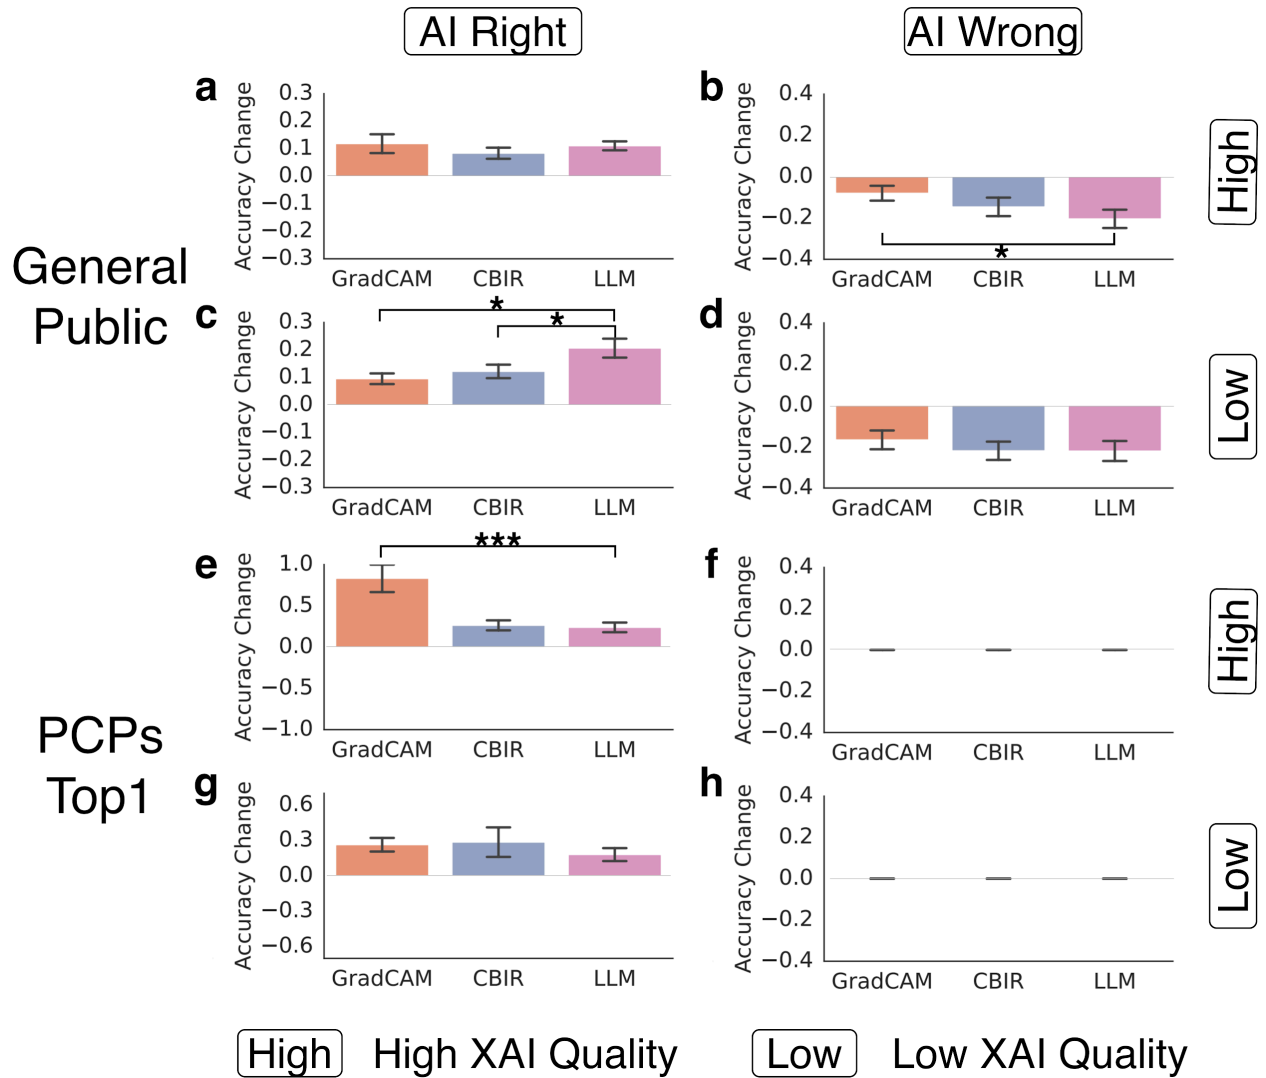 AI Right
AI Wrong
a
Accuracy Change
0.3
0.2
0.1
0.0
−0.1
−0.2
−0.3
GradCAM CBIR LLM
b
Accuracy Change
0.4
0.2
0.0
−0.2
−0.4
*
GradCAM CBIR LLM
High
General
Public
c
Accuracy Change
0.3
0.2
0.1
0.0
−0.1
−0.2
−0.3
*
*
GradCAM CBIR LLM
d
Accuracy Change
0.4
0.2
0.0
−0.2
−0.4
GradCAM CBIR LLM
Low
e
Accuracy Change
1.0
0.5
0.0
−0.5
−1.0
***
GradCAM CBIR LLM
f
Accuracy Change
0.4
0.2
0.0
−0.2
−0.4
GradCAM CBIR LLM
High
PCPs
Top1
g
Accuracy Change
0.6
0.3
0.0
−0.3
−0.6
GradCAM CBIR LLM
h
Accuracy Change
0.4
0.2
0.0
−0.2
−0.4
GradCAM CBIR LLM
Low
High High XAI Quality
Low Low XAI Quality